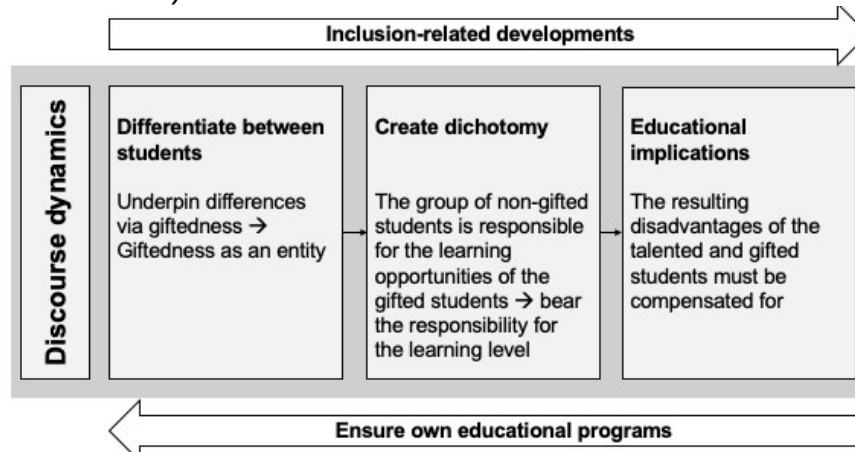 Inclusion-related developments
Discourse dynamics
Differentiate between
students
Underpin differences
via giftedness →
Giftedness as an entity
Create dichotomy
The group of non-gifted
students is responsible
for the learning
opportunities of the
gifted students → bear
the responsibility for
the learning level
Educational
implications
The resulting
disadvantages of the
talented and gifted
students must be
compensated for
Ensure own educational programs